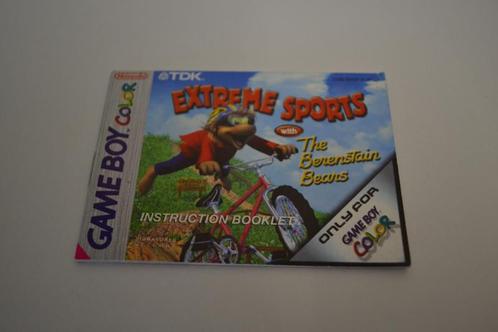 Nintendo
TDK
EXTREME SPORTS
with
The
Berenstain
Bears
INSTRUCTION BOOKLET
ONLY FOR
GAME BOY
COLOR
GAME BOY COLOR